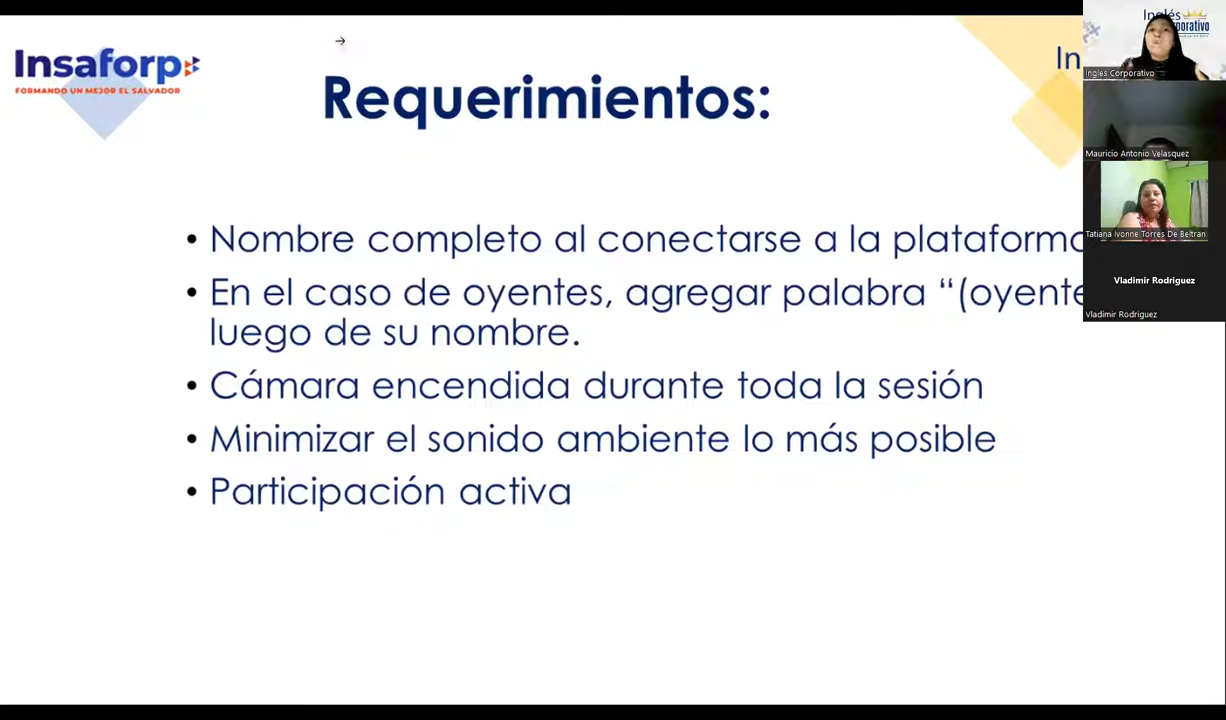 Insaforp
FORMANDO UN MEJOR EL SALVADOR
Requerimientos:
In
• Nombre completo al conectarse a la plataforma
• En el caso de oyentes, agregar palabra “(oyente
luego de su nombre.
• Cámara encendida durante toda la sesión
• Minimizar el sonido ambiente lo más posible
• Participación activa
Inglés
Ingles Corporativo
Mauricio Antonio Velasquez
Tatiana Ivonne Torres De Beltran
Vladimir Rodriguez
Vladimir Rodriguez